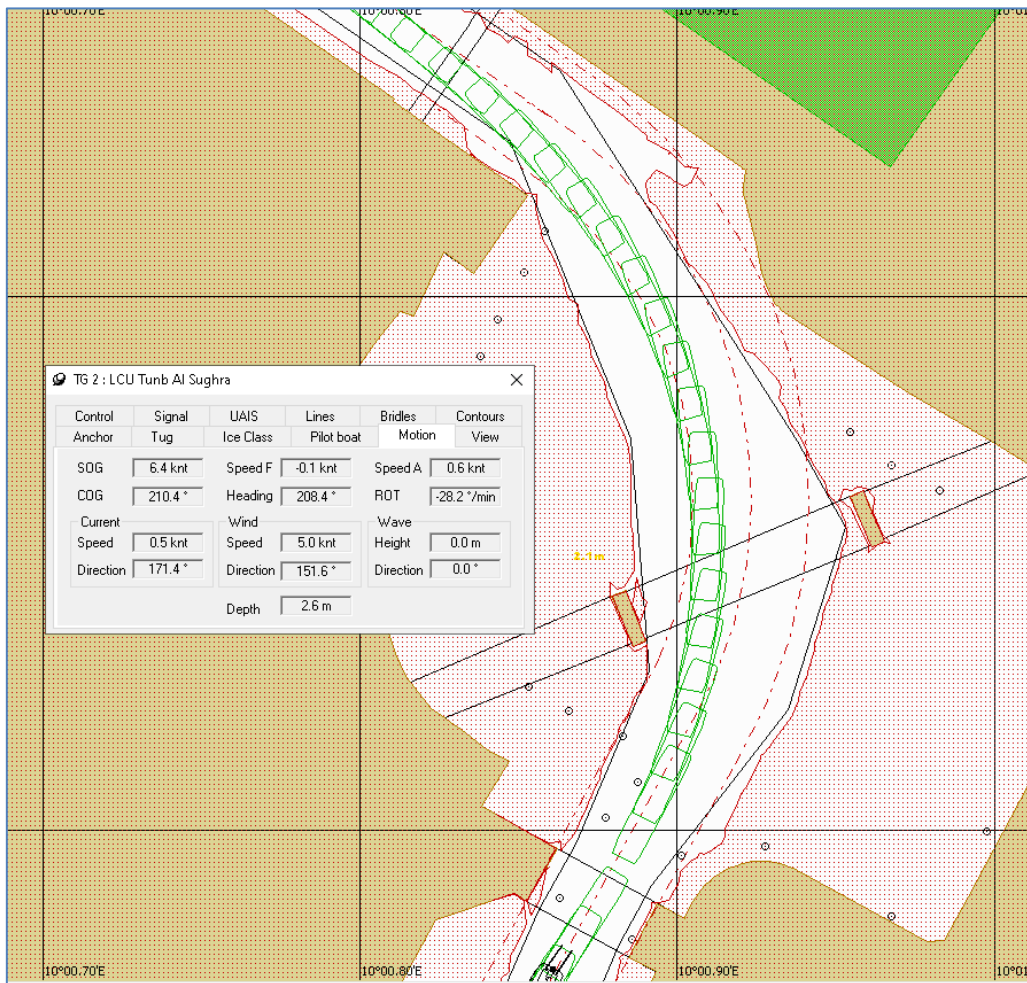 10°00.70'E 10°00.80'E 10°00.90'E
TG 2 : LCU Tunb Al Sughra
Control Signal UAIS Lines Bridles Contours
Anchor Tug Ice Class Pilot boat Motion View
SOG 6.4 knt Speed F -0.1 knt Speed A 0.6 knt
COG 210.4 ° Heading 208.4 ° ROT -28.2 °/min
Current Wind Wave
Speed 0.5 knt Speed 5.0 knt Height 0.0 m
Direction 171.4 ° Direction 151.6 ° Direction 0.0 °
Depth 2.6 m
2.1m
10°00.70'E 10°00.80'E 10°00.90'E